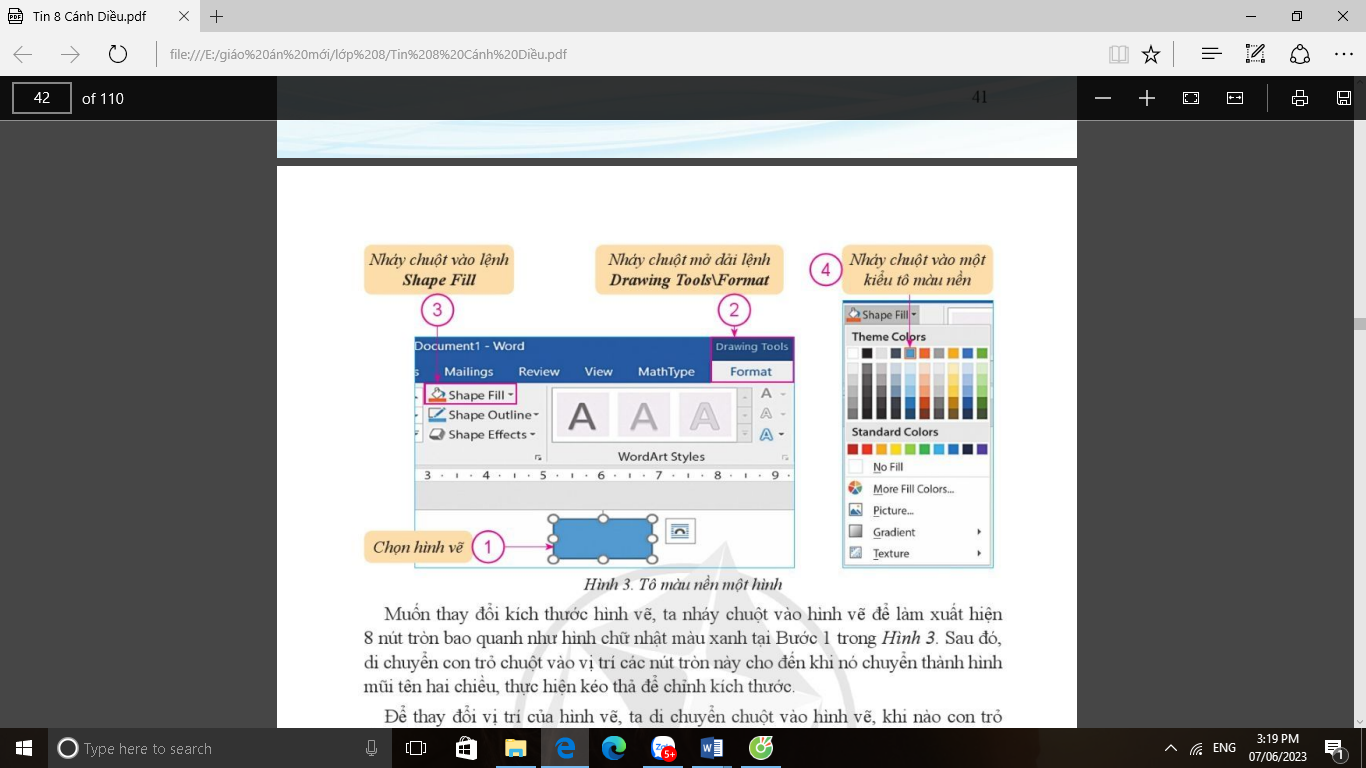 Tin 8 Cánh Diều.pdf
file:///E:/giáo%20án%20mới/lớp%208/Tin%208%20Cánh%20Diều.pdf
42 of 110
41
Nháy chuột vào lệnh
Shape Fill
3
Nháy chuột mở dải lệnh
Drawing Tools\Format
2
4
Nháy chuột vào một
kiểu tô màu nền
Document1 - Word
Drawing Tools
s Mailings Review View MathType Format
Shape Fill
Shape Outline
Shape Effects
A A A
A
A
A
WordArt Styles
3 4 5 6 7 8 9
Chọn hình vẽ 1
Shape Fill
Theme Colors
Standard Colors
No Fill
More Fill Colors...
Picture...
Gradient
Texture
Hình 3. Tô màu nền một hình
Muốn thay đổi kích thước hình vẽ, ta nháy chuột vào hình vẽ để làm xuất hiện
8 nút tròn bao quanh như hình chữ nhật màu xanh tại Bước 1 trong Hình 3. Sau đó,
di chuyển con trỏ chuột vào vị trí các nút tròn này cho đến khi nó chuyển thành hình
mũi tên hai chiều, thực hiện kéo thả để chỉnh kích thước.
Để thay đổi vị trí của hình vẽ, ta di chuyển chuột vào hình vẽ, khi nào con trỏ
Type here to search
5+
ENG
3:19 PM
07/06/2023
1